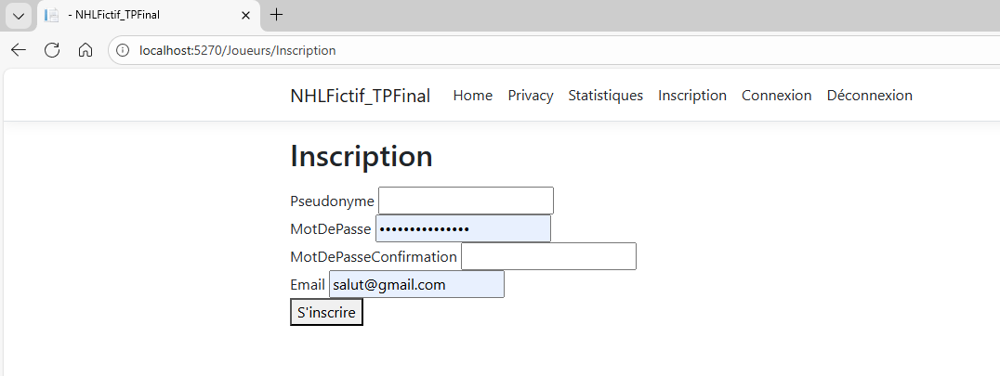 - NHLFictif_TPFinal
localhost:5270/Joueurs/Inscription
NHLFictif_TPFinal Home Privacy Statistiques Inscription Connexion Déconnexion
Inscription
Pseudonyme
MotDePasse •••••••••••••••
MotDePasseConfirmation
Email salut@gmail.com
S'inscrire